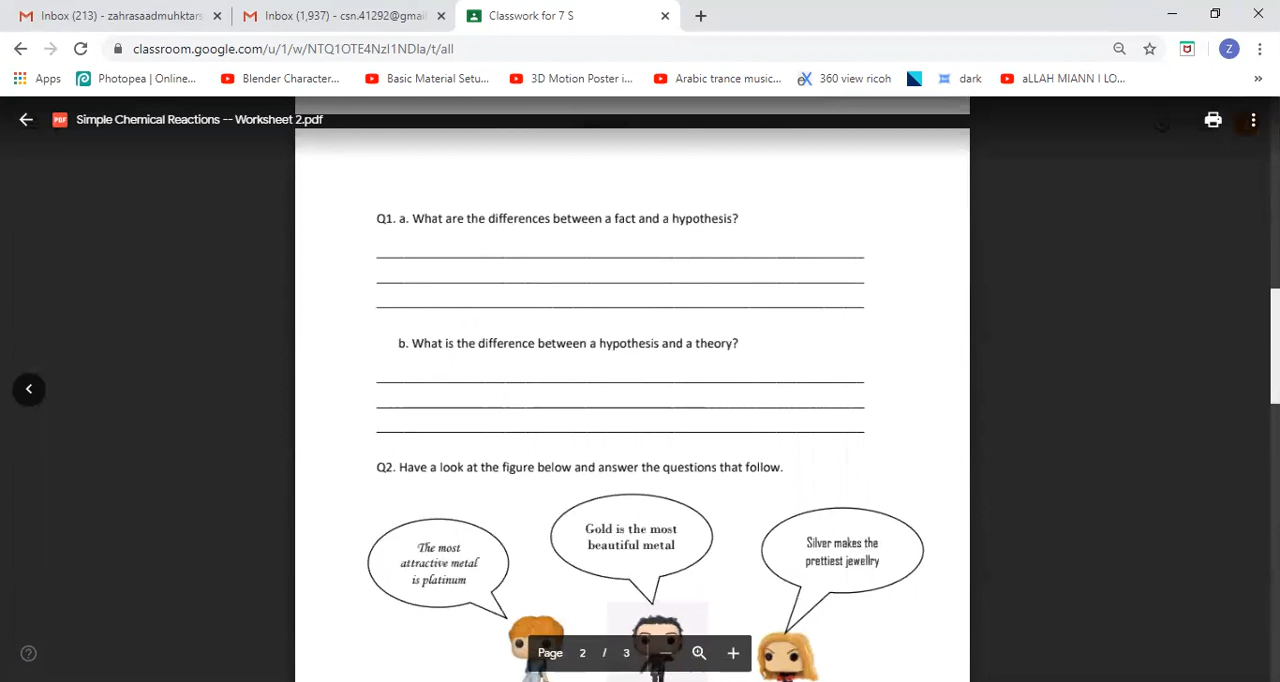 Inbox (213) - zahrasaadmuhktars
Inbox (1,937) - csn.41292@gmai
Classwork for 7 S
classroom.google.com/u/1/w/NTQ1OTE4NzI1NDla/t/all
Z
Apps
Photopea | Online...
Blender Character...
Basic Material Setu...
3D Motion Poster i...
Arabic trance music...
360 view ricoh
dark
aLLAH MIANN I LO...
»
PDF
Simple Chemical Reactions -- Worksheet 2.pdf
Q1. a. What are the differences between a fact and a hypothesis?
b. What is the difference between a hypothesis and a theory?
Q2. Have a look at the figure below and answer the questions that follow.
The most
attractive metal
is platinum
Gold is the most
beautiful metal
Silver makes the
prettiest jewellry
Page 2 / 3